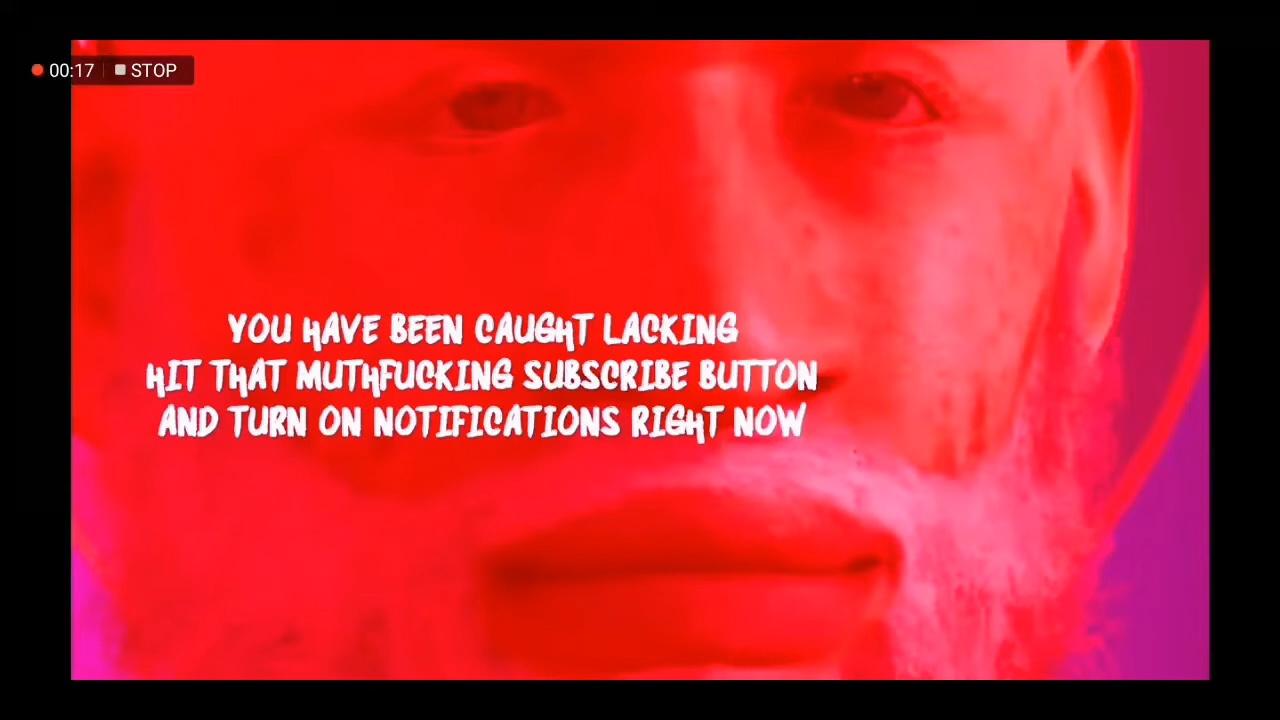 00:17 STOP
YOU HAVE BEEN CAUGHT LACKING
HIT THAT MUTHFUCKING SUBSCRIBE BUTTON
AND TURN ON NOTIFICATIONS RIGHT NOW